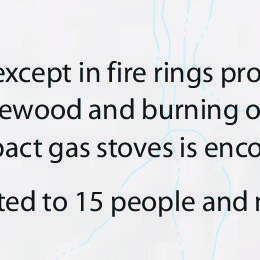 except in fire rings pro
ewood and burning o
pact gas stoves is enco
ted to 15 people and